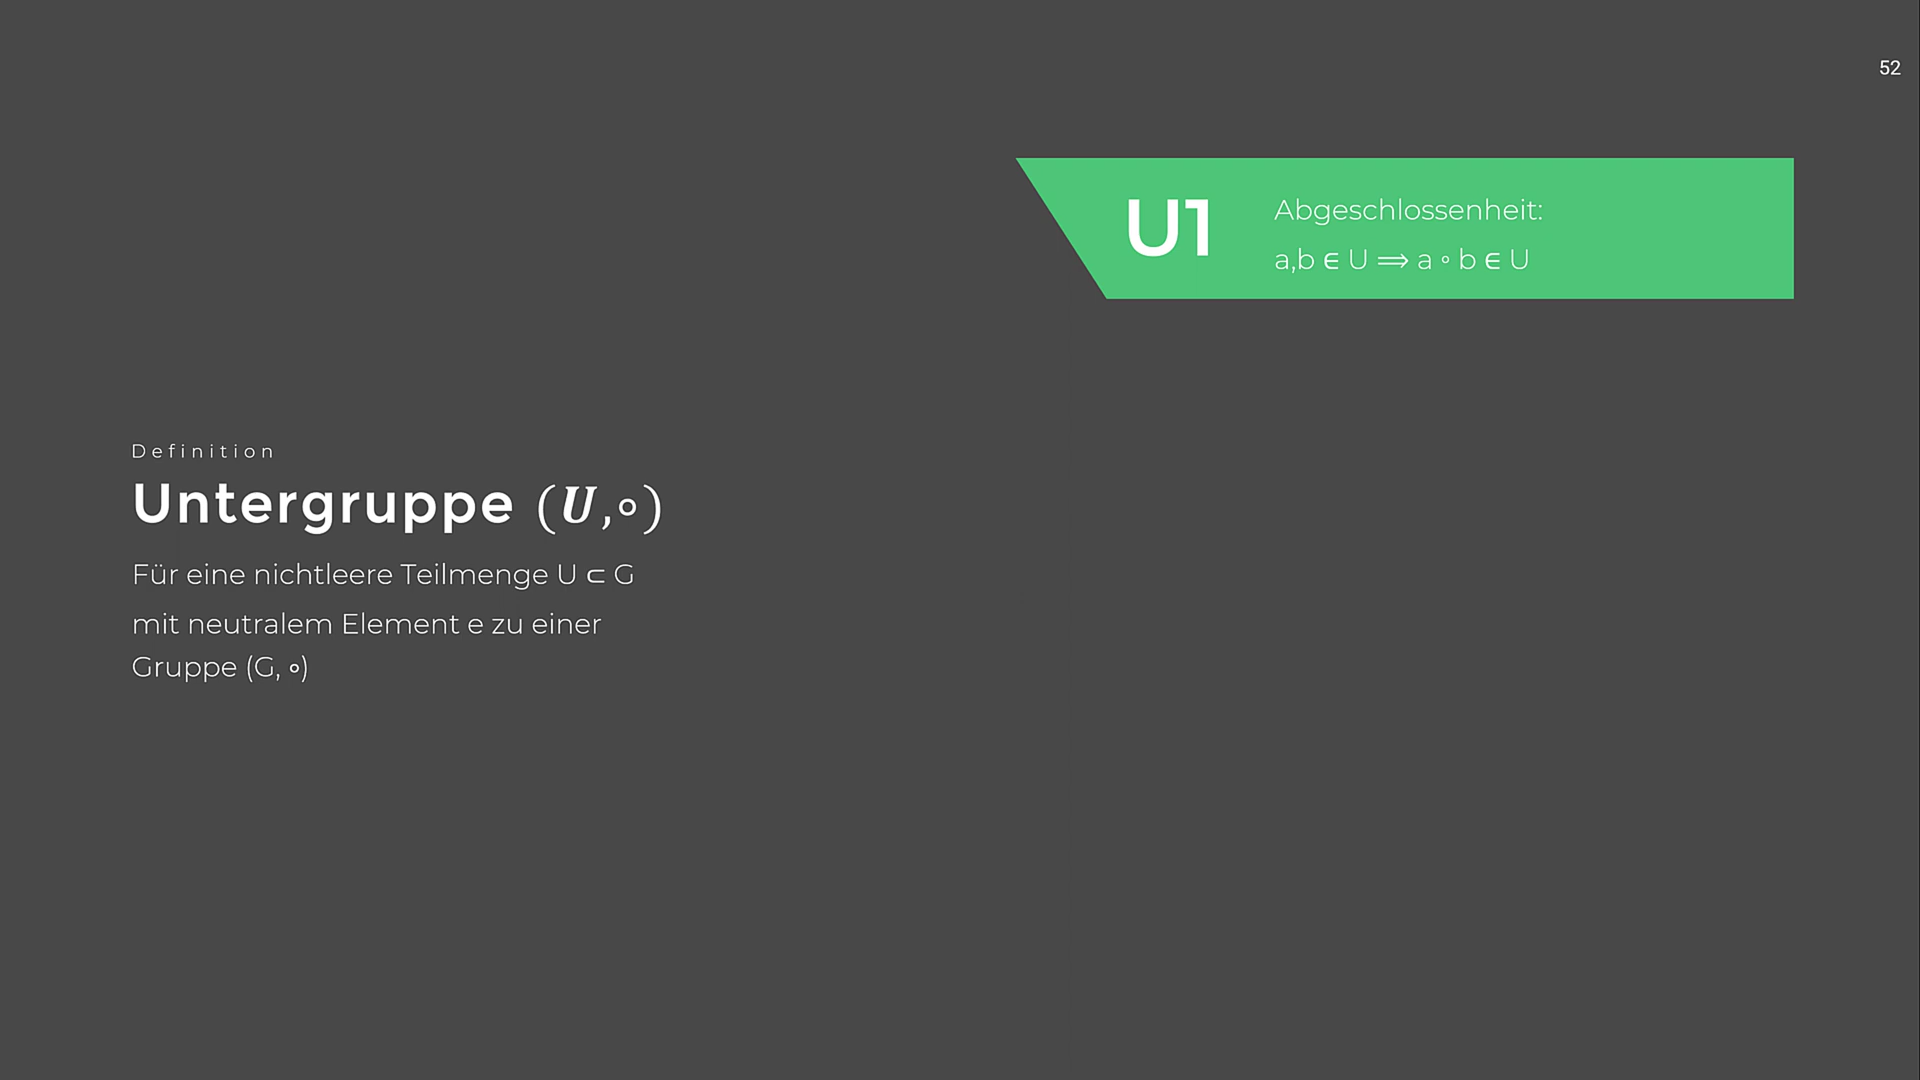 52
U1
Abgeschlossenheit:
a,b ∈ U ⟹ a ∘ b ∈ U
Definition
Untergruppe (U,∘)
Für eine nichtleere Teilmenge U ⊂ G
mit neutralem Element e zu einer
Gruppe (G, ∘)